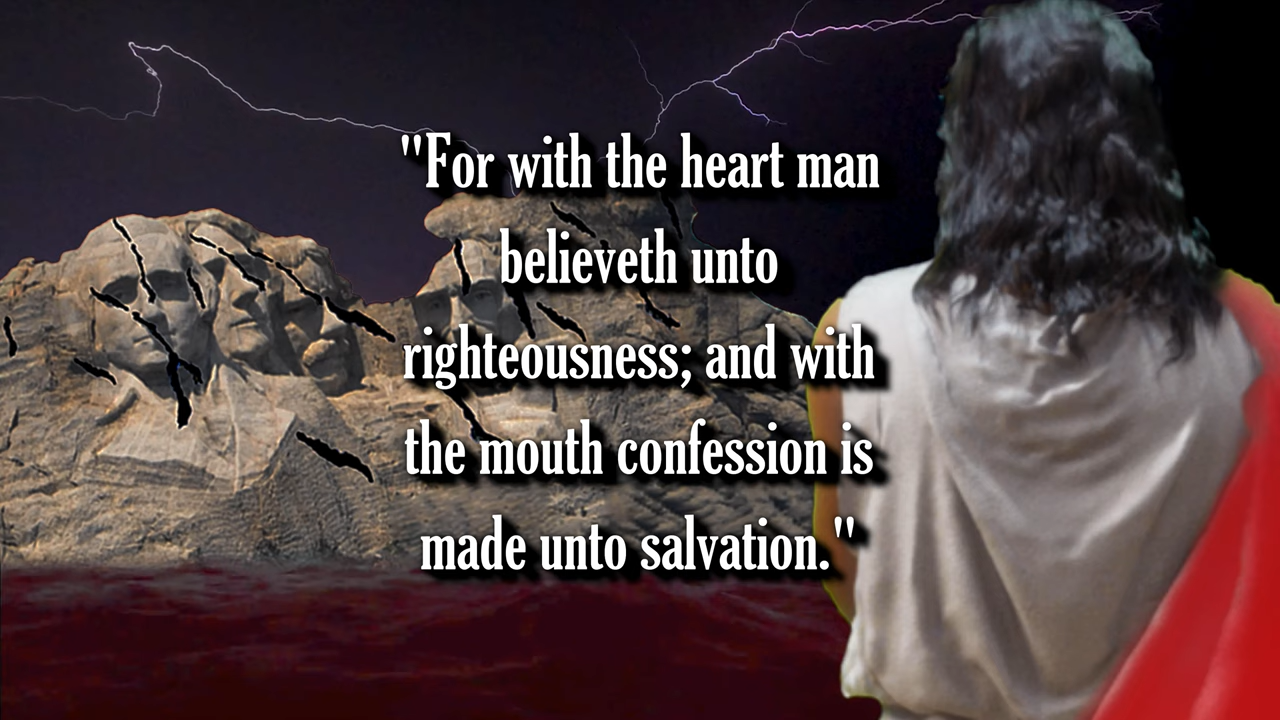 "For with the heart man
believeth unto
righteousness; and with
the mouth confession is
made unto salvation."